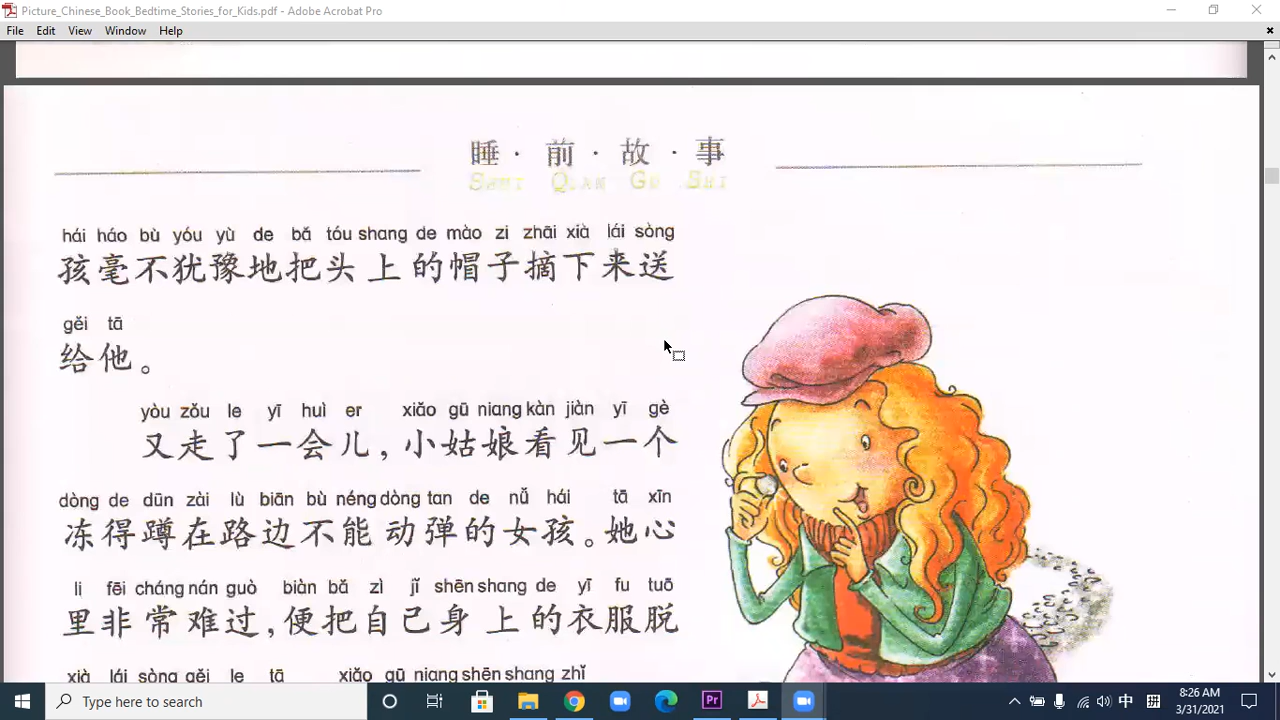 Picture_Chinese_Book_Bedtime_Stories_for_Kids.pdf - Adobe Acrobat Pro
File Edit View Window Help
睡·前·故·事
SHUI QIAN GU SHI
hái háo bù yóu yù de bǎ tóu shang de mào zi zhāi xià lái sòng
孩毫不犹豫地把头上的帽子摘下来送
gěi tā
给他。
yòu zǒu le yī huì er xiǎo gū niang kàn jiàn yī gè
又走了一会儿,小姑娘看见一个
dòng de dūn zài lù biān bù néng dòng tan de nǚ hái tā xīn
冻得蹲在路边不能动弹的女孩。她心
li fēi cháng nán guò biàn bǎ zì jǐ shēn shang de yī fu tuō
里非常难过,便把自己身上的衣服脱
xià lái sòng gěi le tā xiǎo gū niang shēn shang zhǐ
Type here to search
Pr
中
拼
8:26 AM
3/31/2021